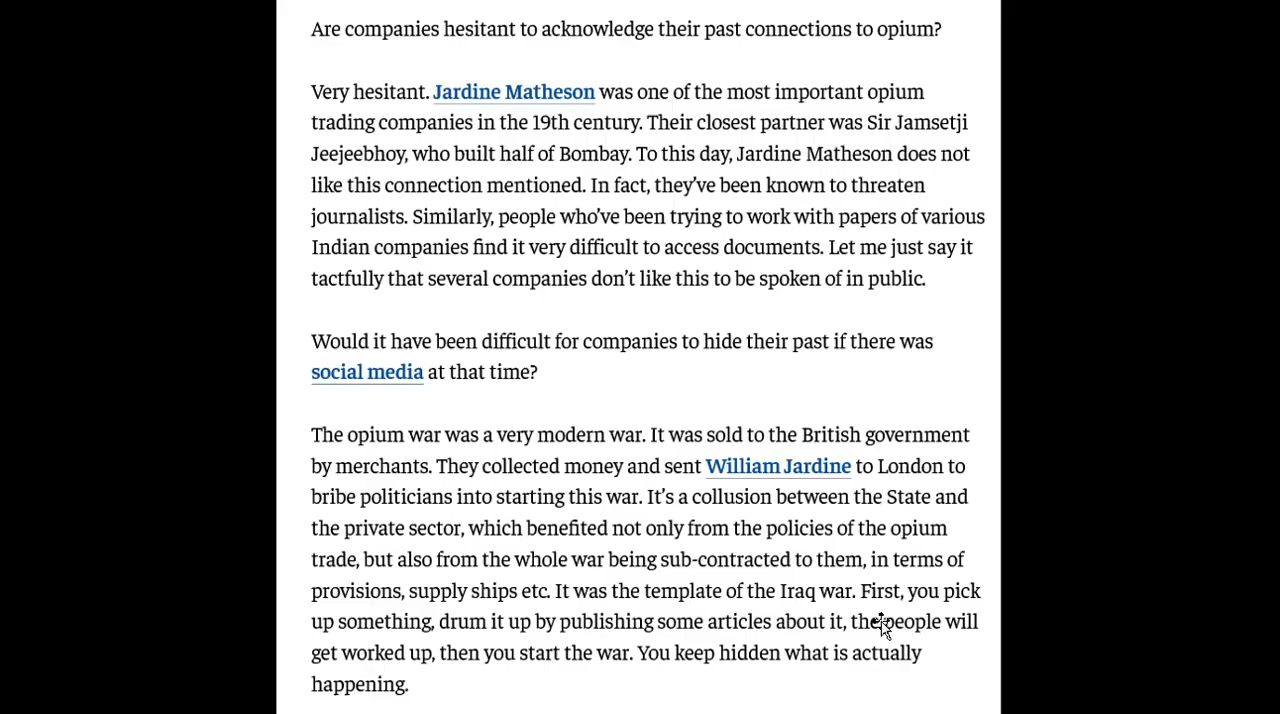 Are companies hesitant to acknowledge their past connections to opium?
Very hesitant. Jardine Matheson was one of the most important opium
trading companies in the 19th century. Their closest partner was Sir Jamsetji
Jeejeebhoy, who built half of Bombay. To this day, Jardine Matheson does not
like this connection mentioned. In fact, they’ve been known to threaten
journalists. Similarly, people who’ve been trying to work with papers of various
Indian companies find it very difficult to access documents. Let me just say it
tactfully that several companies don’t like this to be spoken of in public.
Would it have been difficult for companies to hide their past if there was
social media at that time?
The opium war was a very modern war. It was sold to the British government
by merchants. They collected money and sent William Jardine to London to
bribe politicians into starting this war. It’s a collusion between the State and
the private sector, which benefited not only from the policies of the opium
trade, but also from the whole war being sub-contracted to them, in terms of
provisions, supply ships etc. It was the template of the Iraq war. First, you pick
up something, drum it up by publishing some articles about it, the people will
get worked up, then you start the war. You keep hidden what is actually
happening.